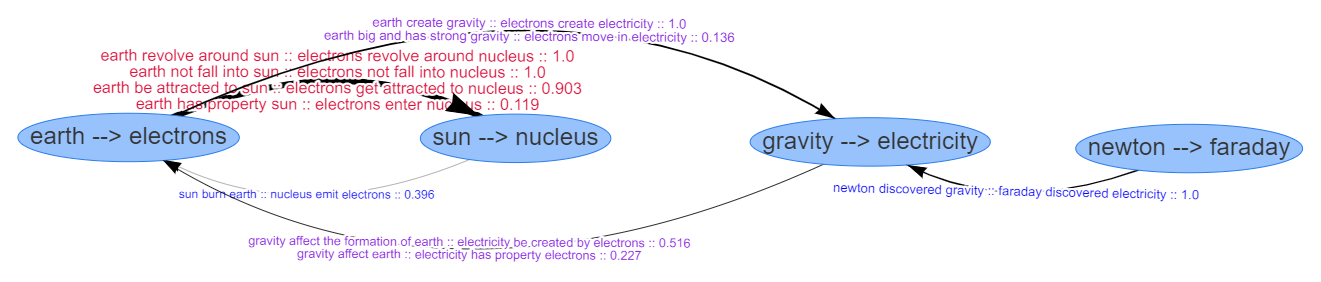 earth create gravity :: electrons create electricity :: 1.0
earth big and has strong gravity :: electrons move in electricity :: 0.136
earth revolve around sun :: electrons revolve around nucleus :: 1.0
earth not fall into sun :: electrons not fall into nucleus :: 1.0
earth be attracted to sun :: electrons get attracted to nucleus :: 0.903
earth has property sun :: electrons enter nucleus :: 0.119
earth --> electrons
sun --> nucleus
gravity --> electricity
newton --> faraday
sun burn earth :: nucleus emit electrons :: 0.396
newton discovered gravity :: faraday discovered electricity :: 1.0
gravity affect the formation of earth :: electricity be created by electrons :: 0.516
gravity affect earth :: electricity has property electrons :: 0.227